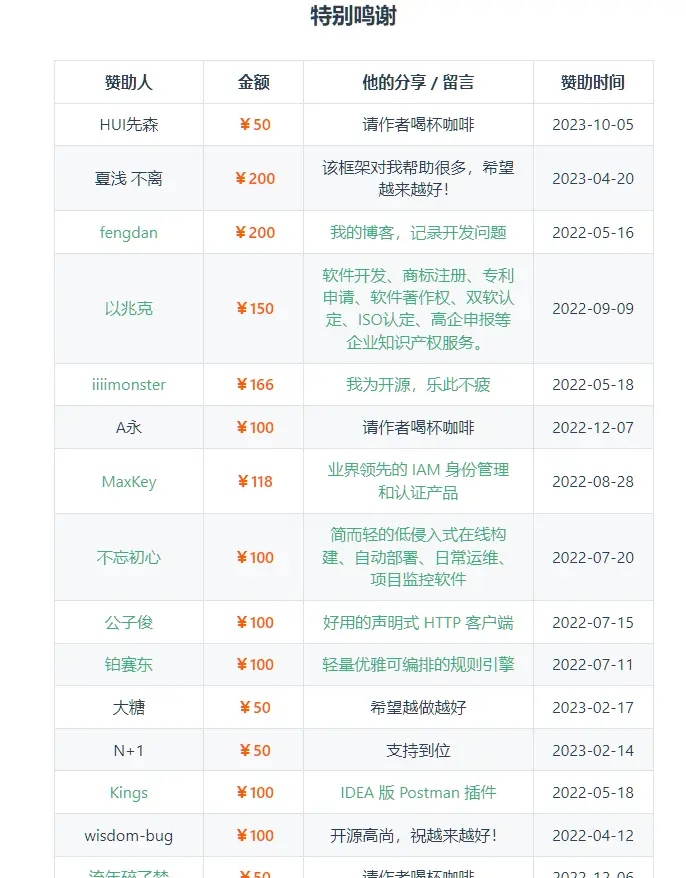 特别鸣谢
赞助人 金额 他的分享 / 留言 赞助时间
HUI先森 ￥50 请作者喝杯咖啡 2023-10-05
夏浅 不离 ￥200 该框架对我帮助很多，希望
越来越好！ 2023-04-20
fengdan ￥200 我的博客，记录开发问题 2022-05-16
以兆克 ￥150 软件开发、商标注册、专利
申请、软件著作权、双软认
定、ISO认定、高企申报等
企业知识产权服务。 2022-09-09
iiiimonster ￥166 我为开源，乐此不疲 2022-05-18
A永 ￥100 请作者喝杯咖啡 2022-12-07
MaxKey ￥118 业界领先的 IAM 身份管理
和认证产品 2022-08-28
不忘初心 ￥100 简而轻的低侵入式在线构
建、自动部署、日常运维、
项目监控软件 2022-07-20
公子俊 ￥100 好用的声明式 HTTP 客户端 2022-07-15
铂赛东 ￥100 轻量优雅可编排的规则引擎 2022-07-11
大糖 ￥50 希望越做越好 2023-02-17
N+1 ￥50 支持到位 2023-02-14
Kings ￥100 IDEA 版 Postman 插件 2022-05-18
wisdom-bug ￥100 开源高尚，祝越来越好！ 2022-04-12
流年碎了梦 ￥50 请作者喝杯咖啡 2022-12-06